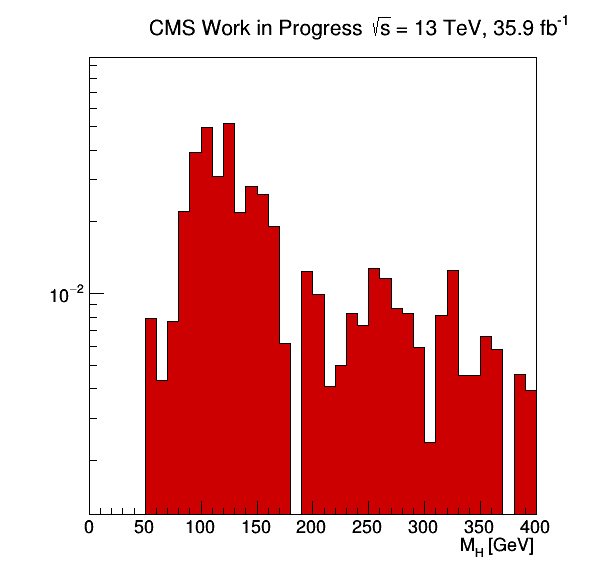 CMS Work in Progress √s = 13 TeV, 35.9 fb⁻¹
10⁻²
0 50 100 150 200 250 300 350 400
M_H [GeV]